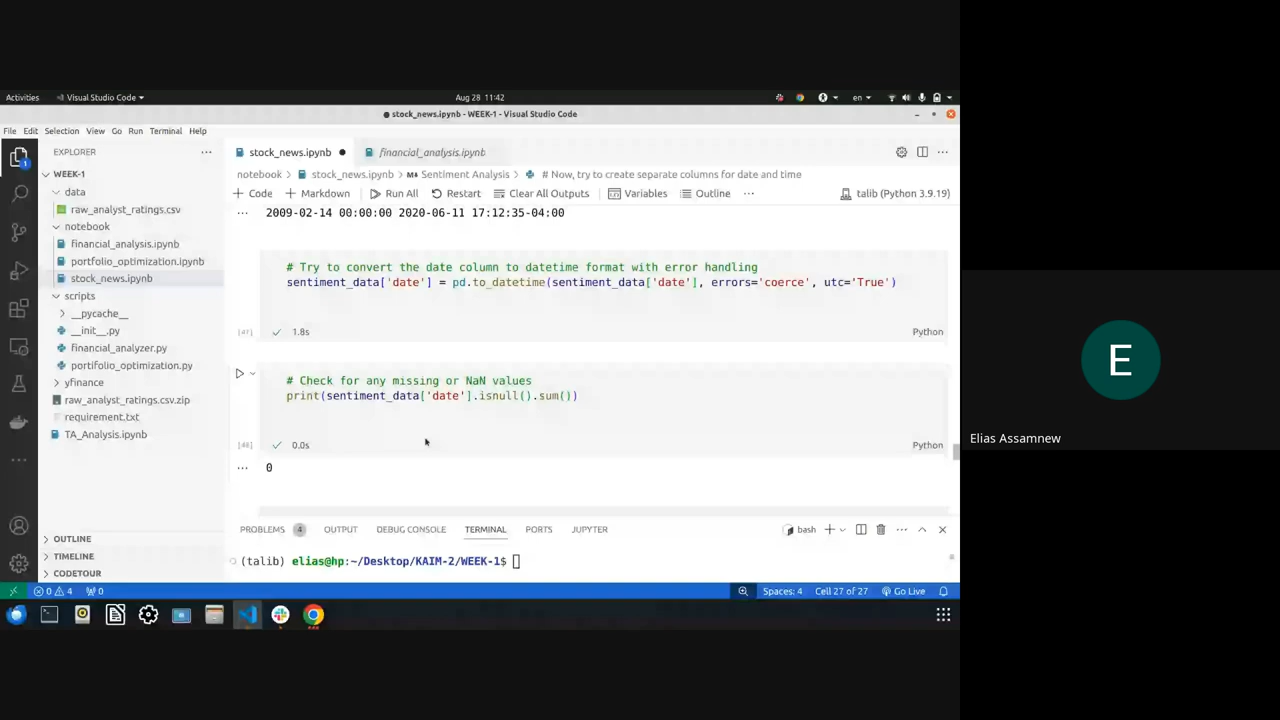 Activities
Visual Studio Code
Aug 28 11:42
en
stock_news.ipynb - WEEK-1 - Visual Studio Code
File Edit Selection View Go Run Terminal Help
EXPLORER
WEEK-1
data
raw_analyst_ratings.csv
notebook
financial_analysis.ipynb
portfolio_optimization.ipynb
stock_news.ipynb
scripts
__pycache__
__init__.py
financial_analyzer.py
portifolio_optimization.py
yfinance
raw_analyst_ratings.csv.zip
requirement.txt
TA_Analysis.ipynb
OUTLINE
TIMELINE
CODETOUR
1
stock_news.ipynb
financial_analysis.ipynb
notebook > stock_news.ipynb > Sentiment Analysis > # Now, try to create separate columns for date and time
+ Code + Markdown Run All Restart Clear All Outputs Variables Outline ... talib (Python 3.9.19)
... 2009-02-14 00:00:00 2020-06-11 17:12:35-04:00
# Try to convert the date column to datetime format with error handling
sentiment_data['date'] = pd.to_datetime(sentiment_data['date'], errors='coerce', utc='True')
[47] 1.8s Python
# Check for any missing or NaN values
print(sentiment_data['date'].isnull().sum())
[48] 0.0s Python
... 0
PROBLEMS 4 OUTPUT DEBUG CONSOLE TERMINAL PORTS JUPYTER bash
(talib) elias@hp:~/Desktop/KAIM-2/WEEK-1$
0 4 0 Spaces: 4 Cell 27 of 27 Go Live
E
Elias Assamnew